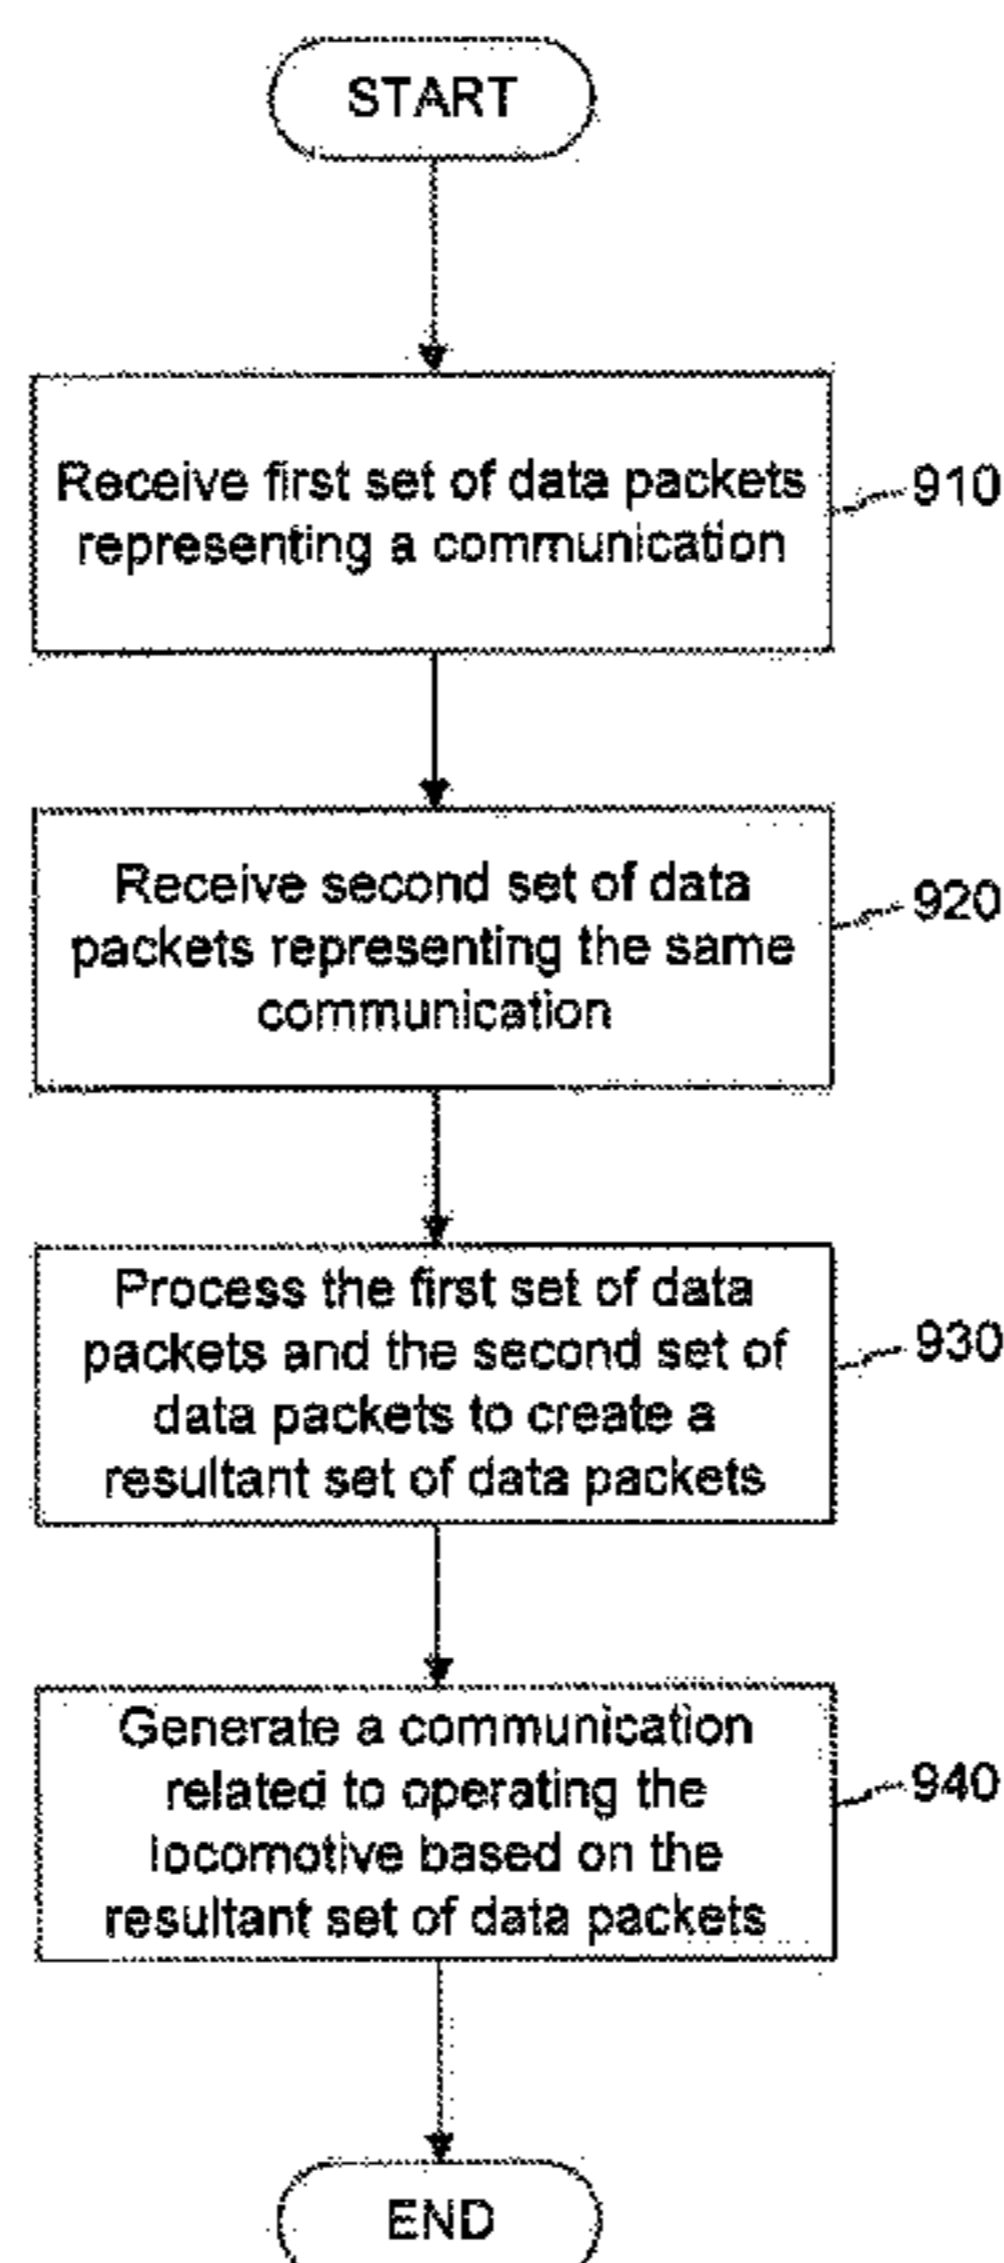 START
Receive first set of data packets
representing a communication
910
Receive second set of data
packets representing the same
communication
920
Process the first set of data
packets and the second set of
data packets to create a
resultant set of data packets
930
Generate a communication
related to operating the
locomotive based on the
resultant set of data packets
940
END